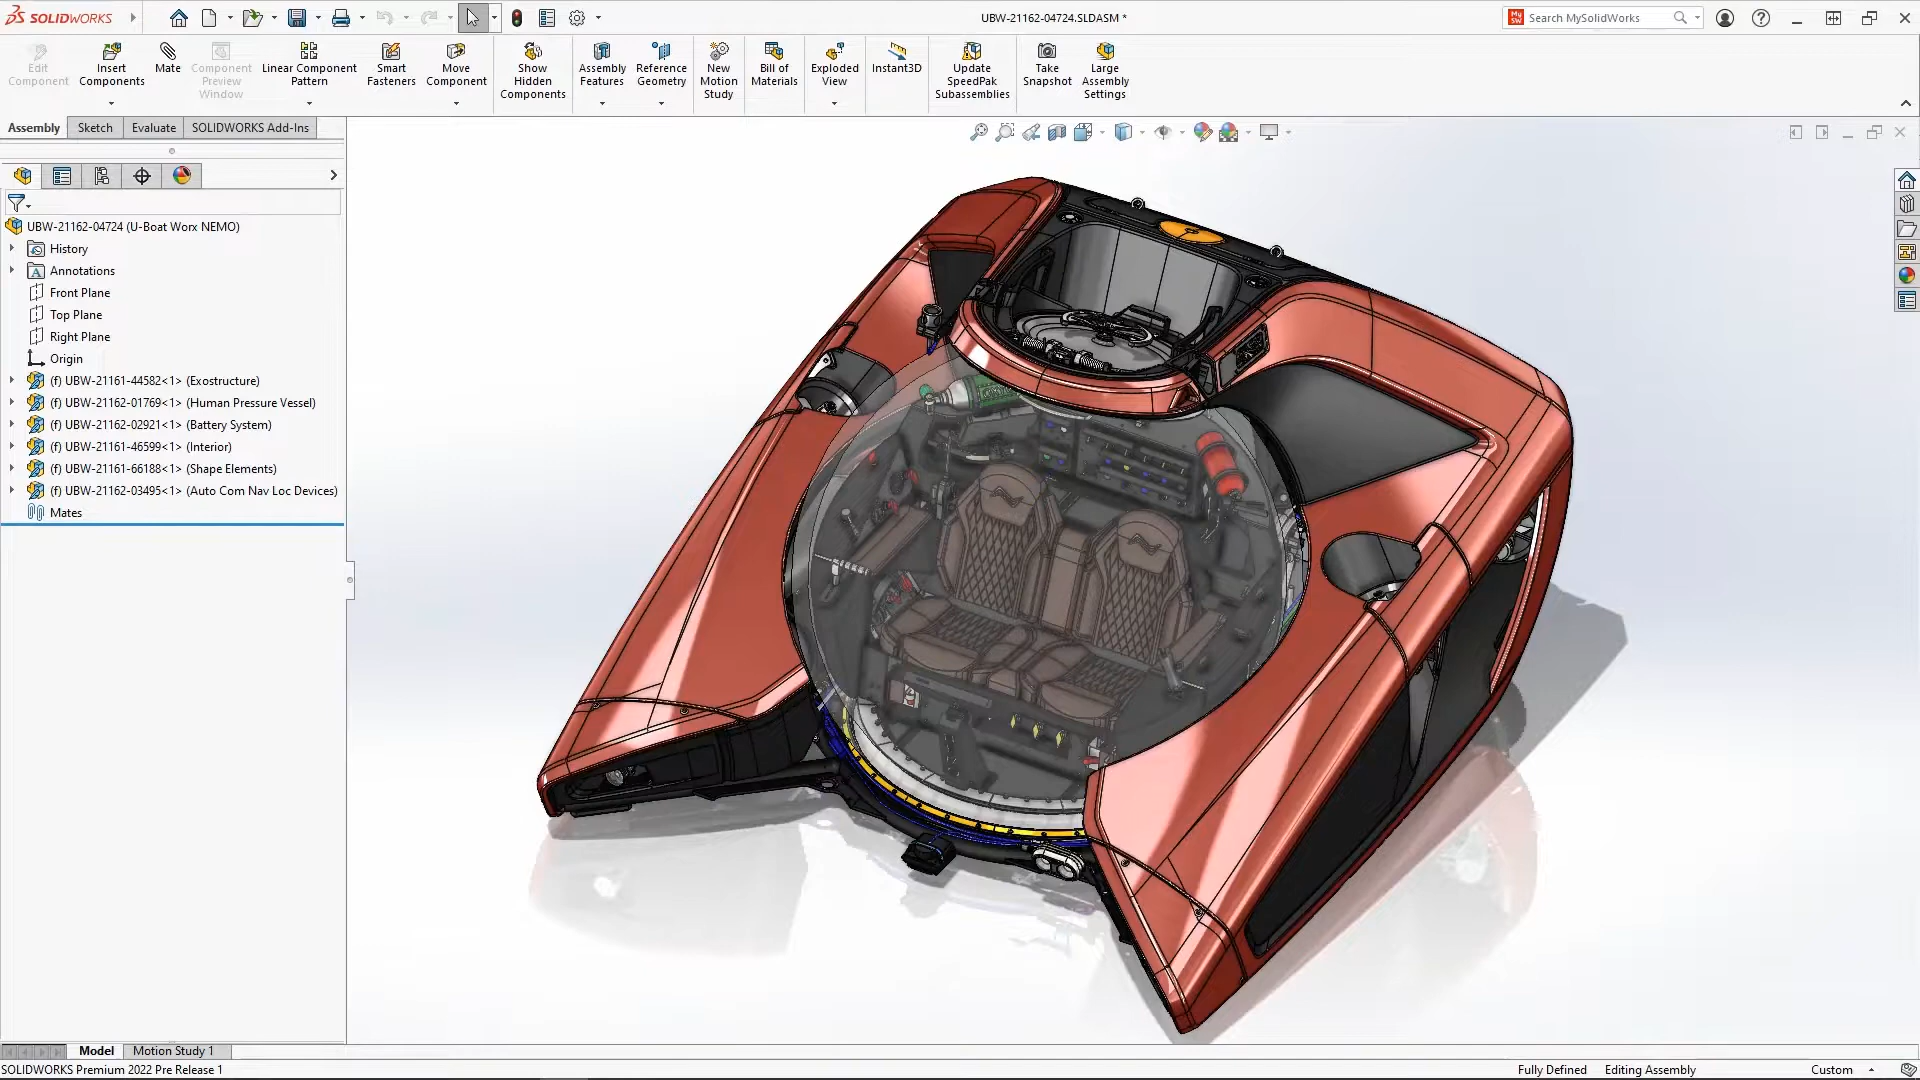 SOLIDWORKS
UBW-21162-04724.SLDASM *
Search MySolidWorks
Edit Component
Insert Components
Mate
Component Preview Window
Linear Component Pattern
Smart Fasteners
Move Component
Show Hidden Components
Assembly Features
Reference Geometry
New Motion Study
Bill of Materials
Exploded View
Instant3D
Update SpeedPak Subassemblies
Take Snapshot
Large Assembly Settings
Assembly
Sketch
Evaluate
SOLIDWORKS Add-Ins
UBW-21162-04724 (U-Boat Worx NEMO)
History
Annotations
Front Plane
Top Plane
Right Plane
Origin
(f) UBW-21161-44582<1> (Exostructure)
(f) UBW-21162-01769<1> (Human Pressure Vessel)
(f) UBW-21162-02921<1> (Battery System)
(f) UBW-21161-46599<1> (Interior)
(f) UBW-21161-66188<1> (Shape Elements)
(f) UBW-21162-03495<1> (Auto Com Nav Loc Devices)
Mates
Model
Motion Study 1
SOLIDWORKS Premium 2022 Pre Release 1
Fully Defined
Editing Assembly
Custom